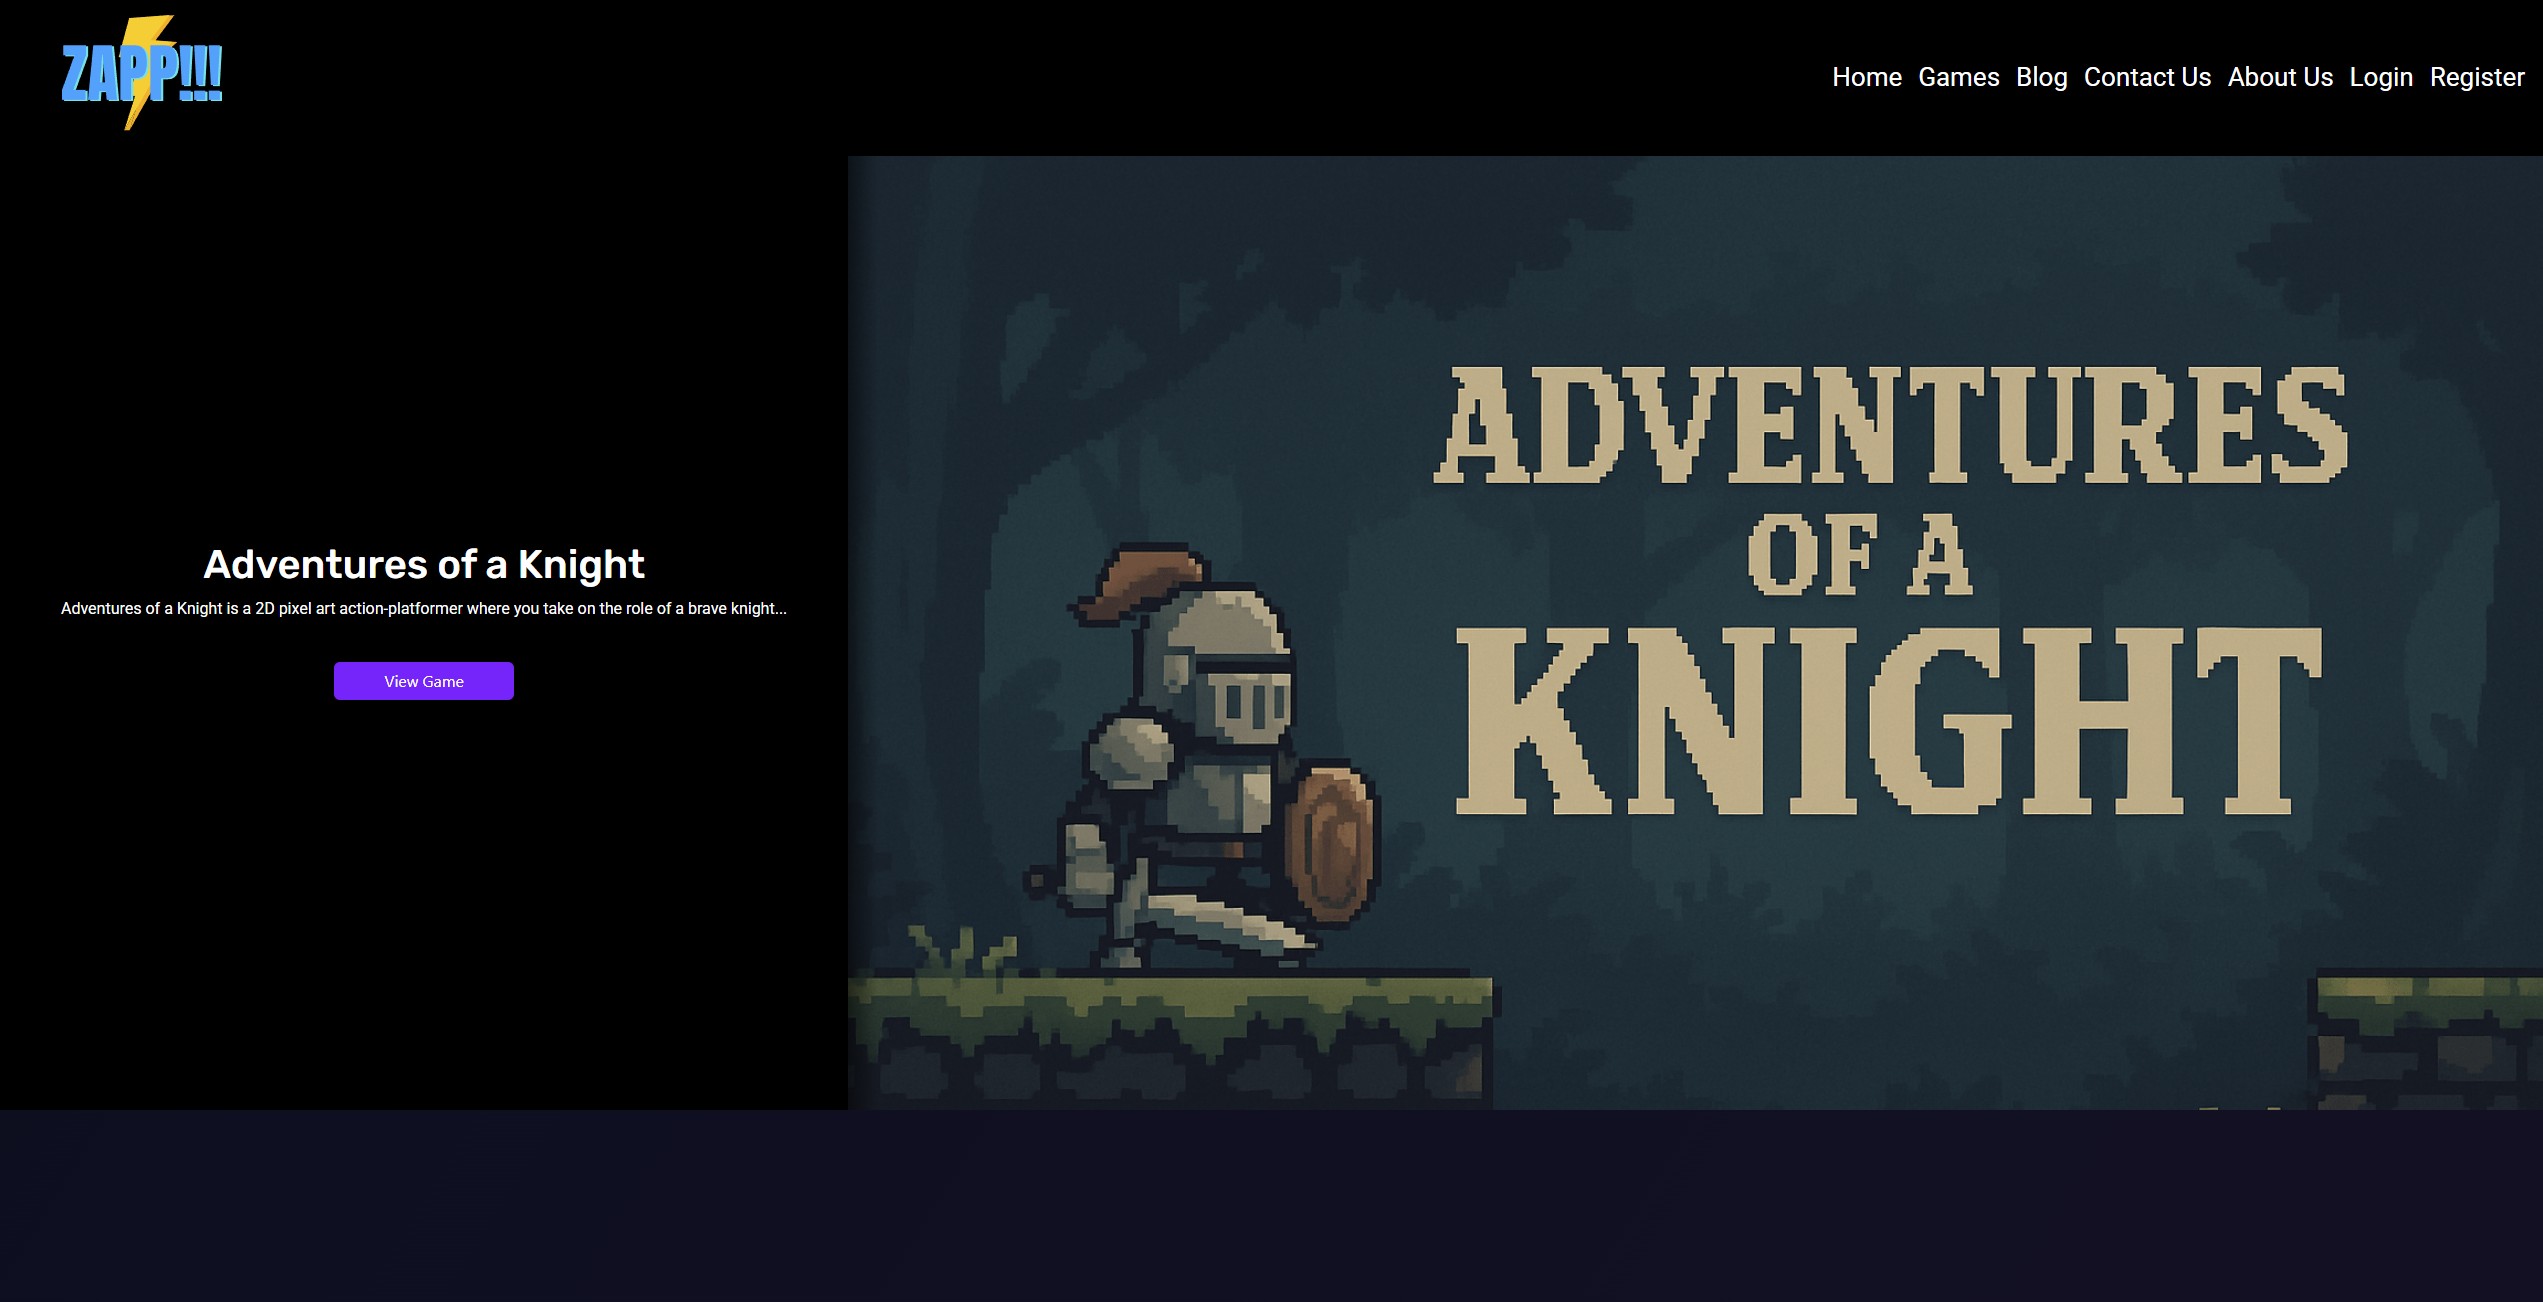 ZAPP!!!
Home Games Blog Contact Us About Us Login Register
Adventures of a Knight
Adventures of a Knight is a 2D pixel art action-platformer where you take on the role of a brave knight...
View Game
ADVENTURES
OF A
KNIGHT